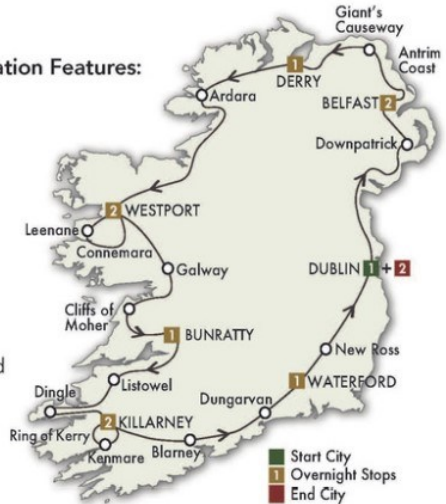 Giant's
Causeway
ation Features:
Antrim
Coast
1
DERRY
Ardara
BELFAST 2
Downpatrick
2 WESTPORT
Leenane
Connemara
Galway
DUBLIN 1 + 2
Cliffs of
Moher
1 BUNRATTY
New Ross
d
Listowel
1 WATERFORD
Dingle
Dungarvan
2 KILLARNEY
Ring of Kerry
Kenmare
Blarney
Start City
1 Overnight Stops
End City